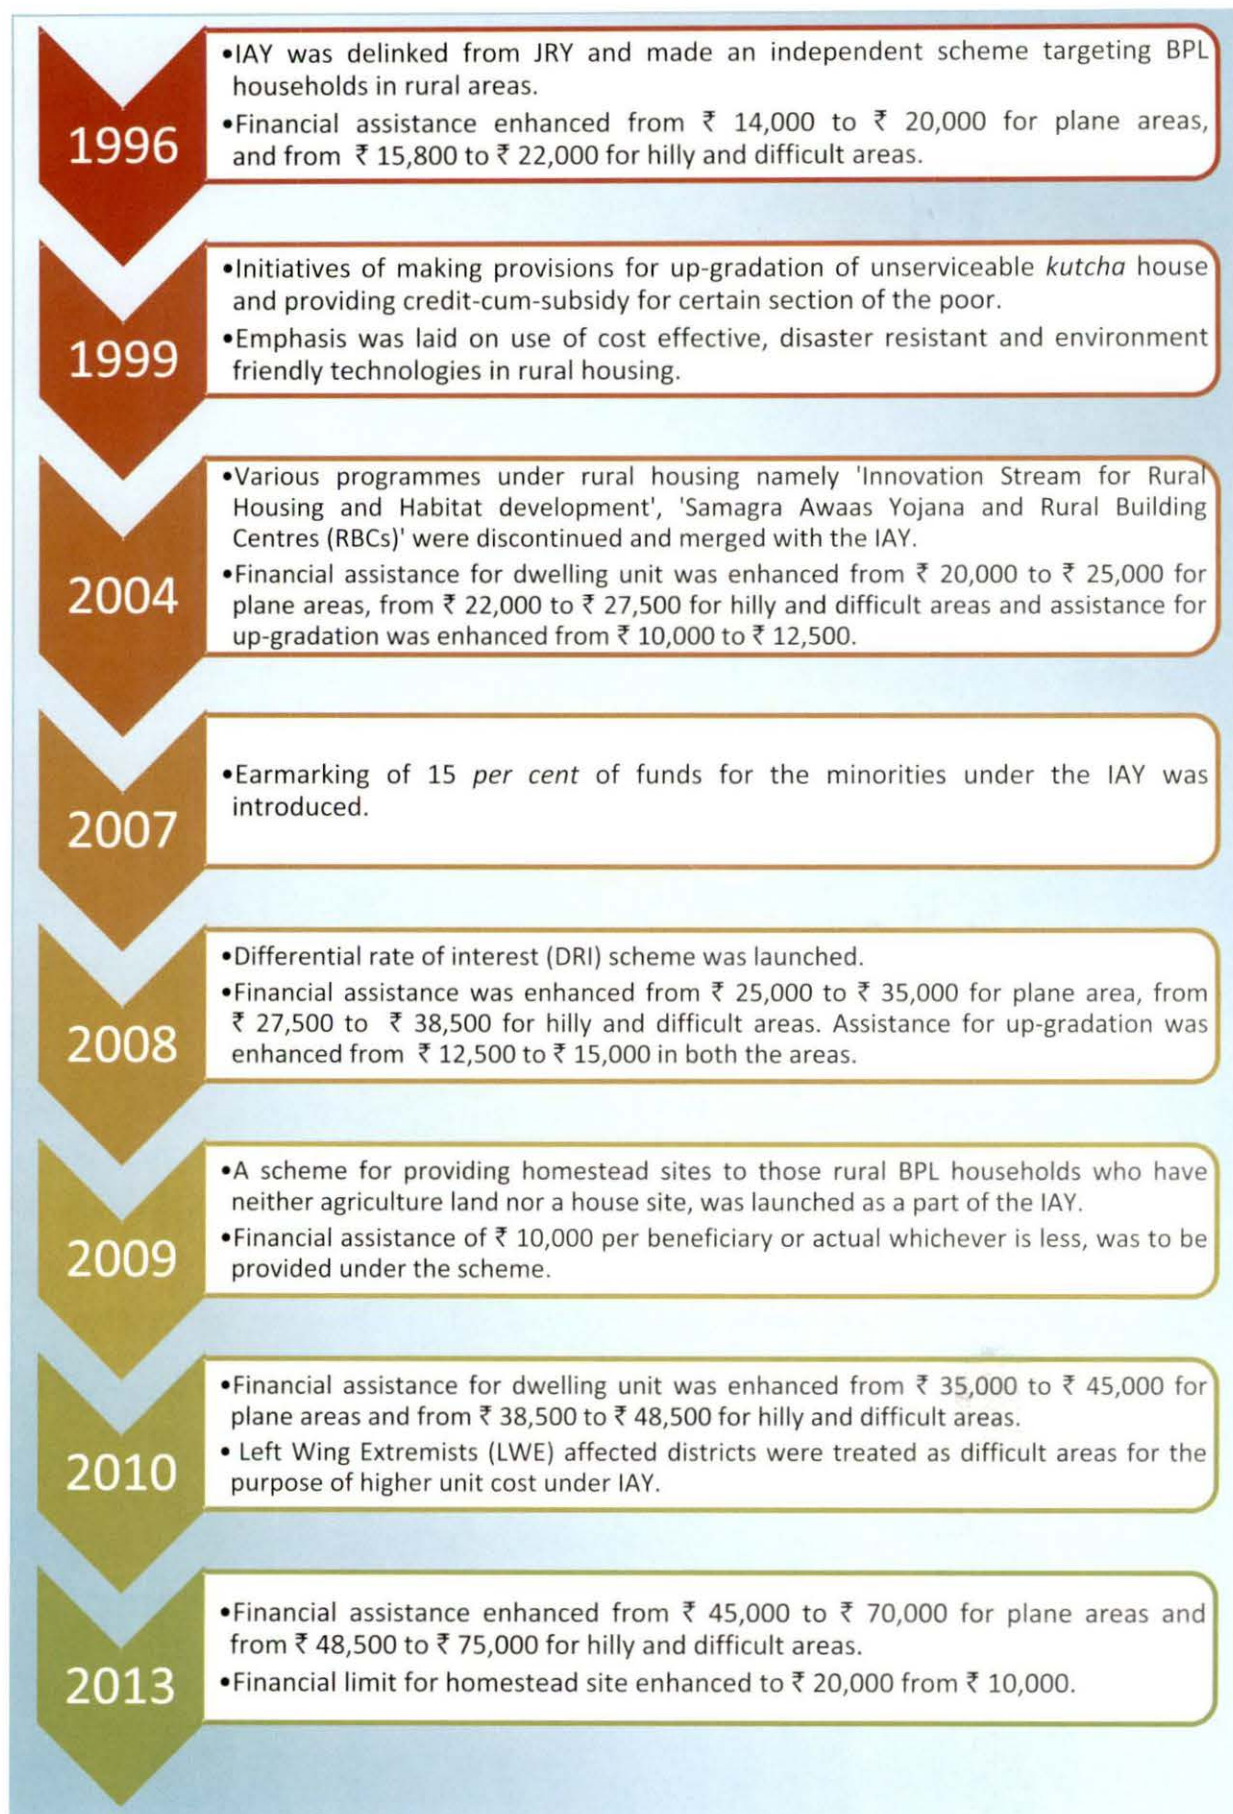 1996
•IAY was delinked from JRY and made an independent scheme targeting BPL
households in rural areas.
•Financial assistance enhanced from ₹ 14,000 to ₹ 20,000 for plane areas,
and from ₹ 15,800 to ₹ 22,000 for hilly and difficult areas.
1999
•Initiatives of making provisions for up-gradation of unserviceable kutcha house
and providing credit-cum-subsidy for certain section of the poor.
•Emphasis was laid on use of cost effective, disaster resistant and environment
friendly technologies in rural housing.
2004
•Various programmes under rural housing namely 'Innovation Stream for Rural
Housing and Habitat development', 'Samagra Awaas Yojana and Rural Building
Centres (RBCs)' were discontinued and merged with the IAY.
•Financial assistance for dwelling unit was enhanced from ₹ 20,000 to ₹ 25,000 for
plane areas, from ₹ 22,000 to ₹ 27,500 for hilly and difficult areas and assistance for
up-gradation was enhanced from ₹ 10,000 to ₹ 12,500.
2007
•Earmarking of 15 per cent of funds for the minorities under the IAY was
introduced.
2008
•Differential rate of interest (DRI) scheme was launched.
•Financial assistance was enhanced from ₹ 25,000 to ₹ 35,000 for plane area, from
₹ 27,500 to ₹ 38,500 for hilly and difficult areas. Assistance for up-gradation was
enhanced from ₹ 12,500 to ₹ 15,000 in both the areas.
2009
•A scheme for providing homestead sites to those rural BPL households who have
neither agriculture land nor a house site, was launched as a part of the IAY.
•Financial assistance of ₹ 10,000 per beneficiary or actual whichever is less, was to be
provided under the scheme.
2010
•Financial assistance for dwelling unit was enhanced from ₹ 35,000 to ₹ 45,000 for
plane areas and from ₹ 38,500 to ₹ 48,500 for hilly and difficult areas.
• Left Wing Extremists (LWE) affected districts were treated as difficult areas for the
purpose of higher unit cost under IAY.
2013
•Financial assistance enhanced from ₹ 45,000 to ₹ 70,000 for plane areas and
from ₹ 48,500 to ₹ 75,000 for hilly and difficult areas.
•Financial limit for homestead site enhanced to ₹ 20,000 from ₹ 10,000.